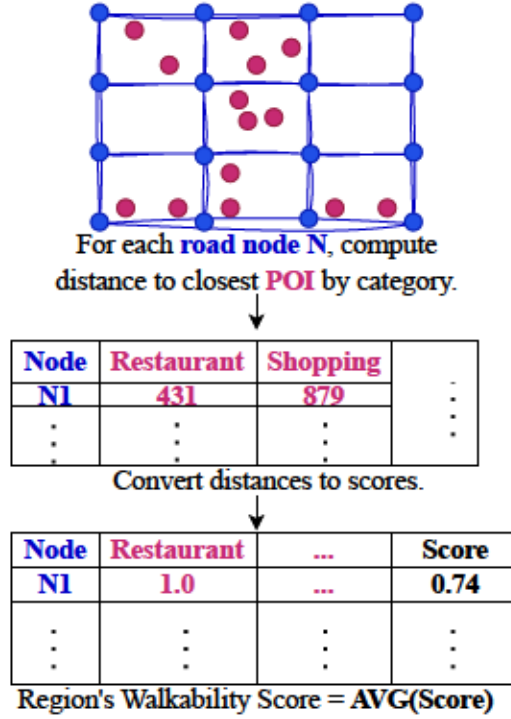 For each road node N, compute
distance to closest POI by category.
Node Restaurant Shopping
N1 431 879
Convert distances to scores.
Node Restaurant ... Score
N1 1.0 ... 0.74
Region's Walkability Score = AVG(Score)